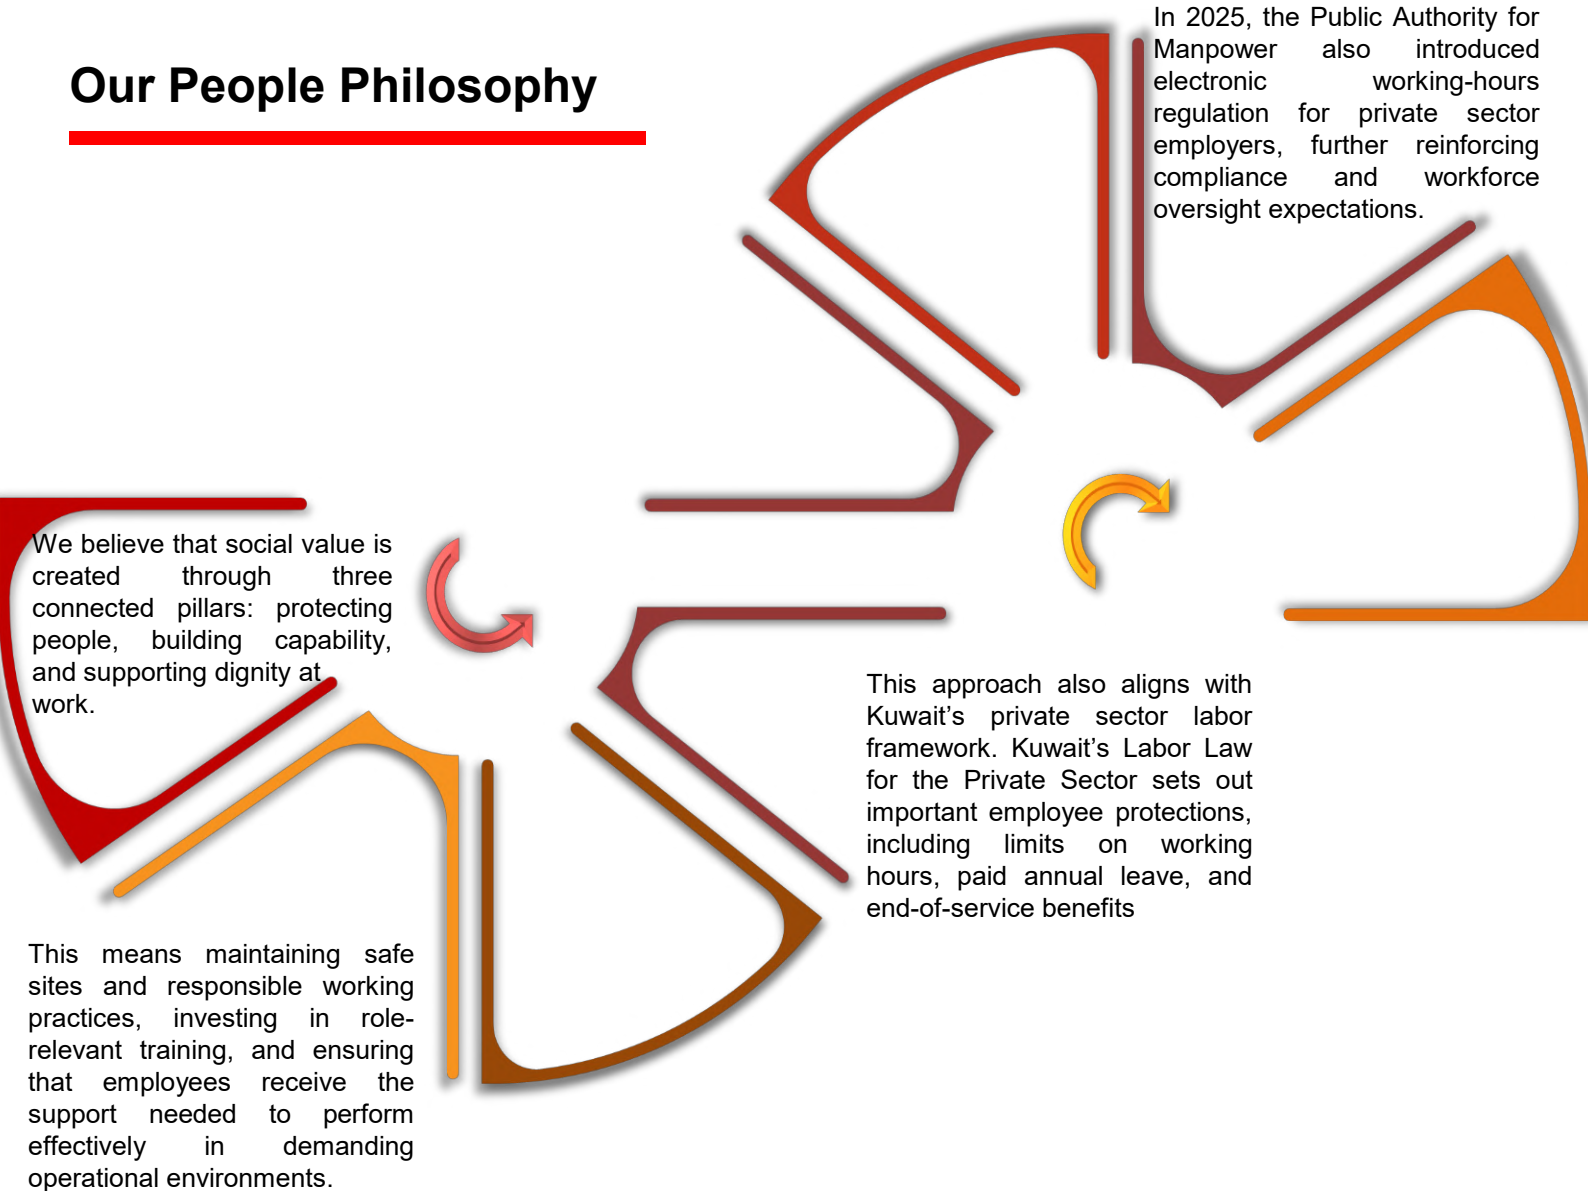 Our People Philosophy
We believe that social value is
created through three
connected pillars: protecting
people, building capability,
and supporting dignity at
work.
This means maintaining safe
sites and responsible working
practices, investing in role-
relevant training, and ensuring
that employees receive the
support needed to perform
effectively in demanding
operational environments.
This approach also aligns with
Kuwait’s private sector labor
framework. Kuwait’s Labor Law
for the Private Sector sets out
important employee protections,
including limits on working
hours, paid annual leave, and
end-of-service benefits
In 2025, the Public Authority for
Manpower also introduced
electronic working-hours
regulation for private sector
employers, further reinforcing
compliance and workforce
oversight expectations.